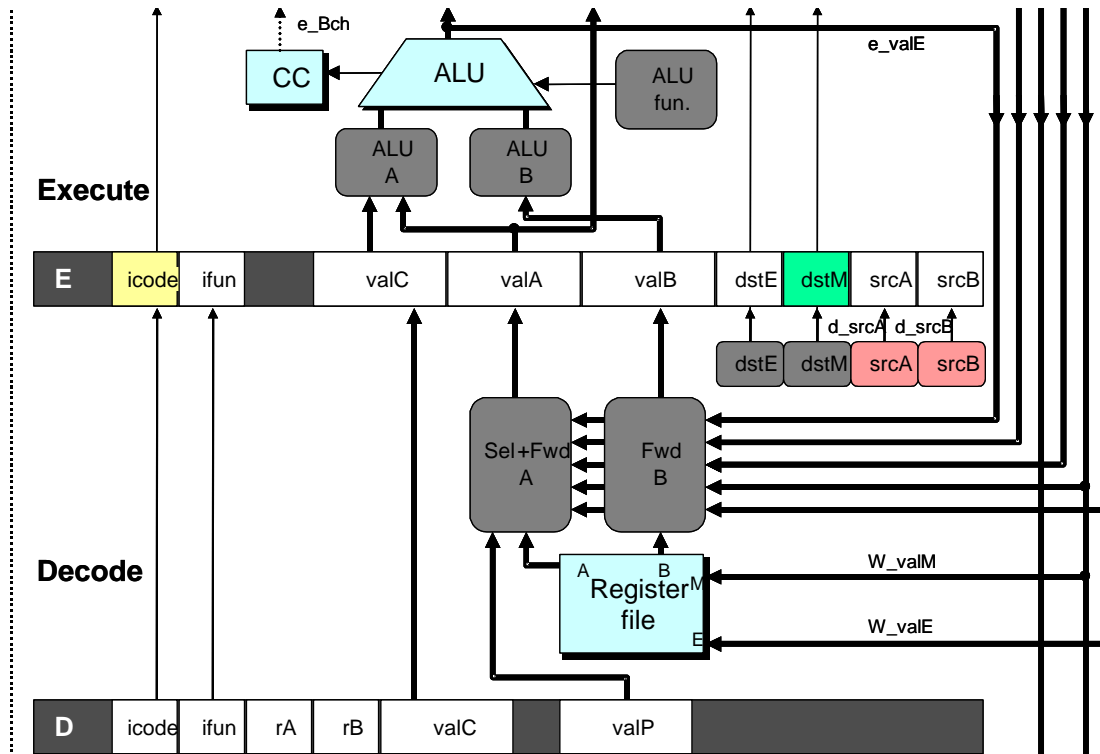 e_Bch
e_valE
CC
ALU
ALU
fun.
ALU
A
ALU
B
Execute
E
icode
ifun
valC
valA
valB
dstE
dstM
srcA
srcB
d_srcA
d_srcB
dstE
dstM
srcA
srcB
Sel+Fwd
A
Fwd
B
Decode
A
B
M
Register
file
E
W_valM
W_valE
D
icode
ifun
rA
rB
valC
valP